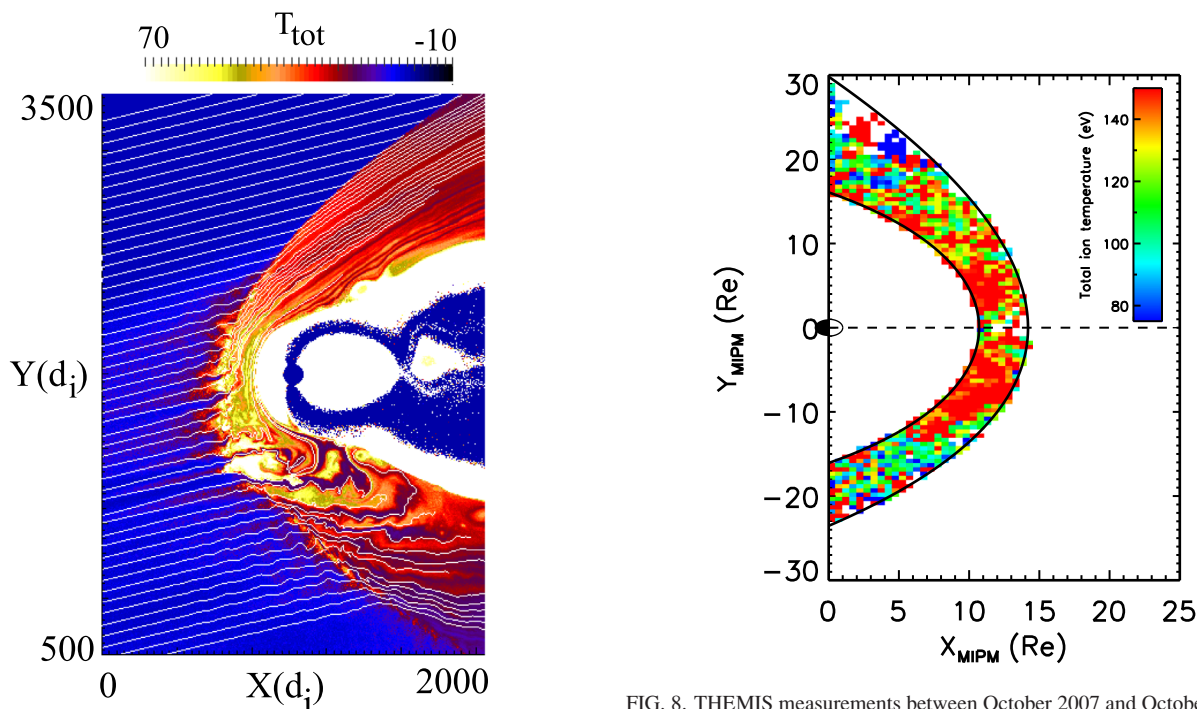 T_tot
70 -10
3500
Y(d_i)
500
0 X(d_i) 2000
30
20
10
0
−10
−20
−30
Y_MIPM (Re)
0 5 10 15 20 25
X_MIPM (Re)
Total ion temperature (eV)
140
120
100
80
FIG. 8. THEMIS measurements between October 2007 and Octobe